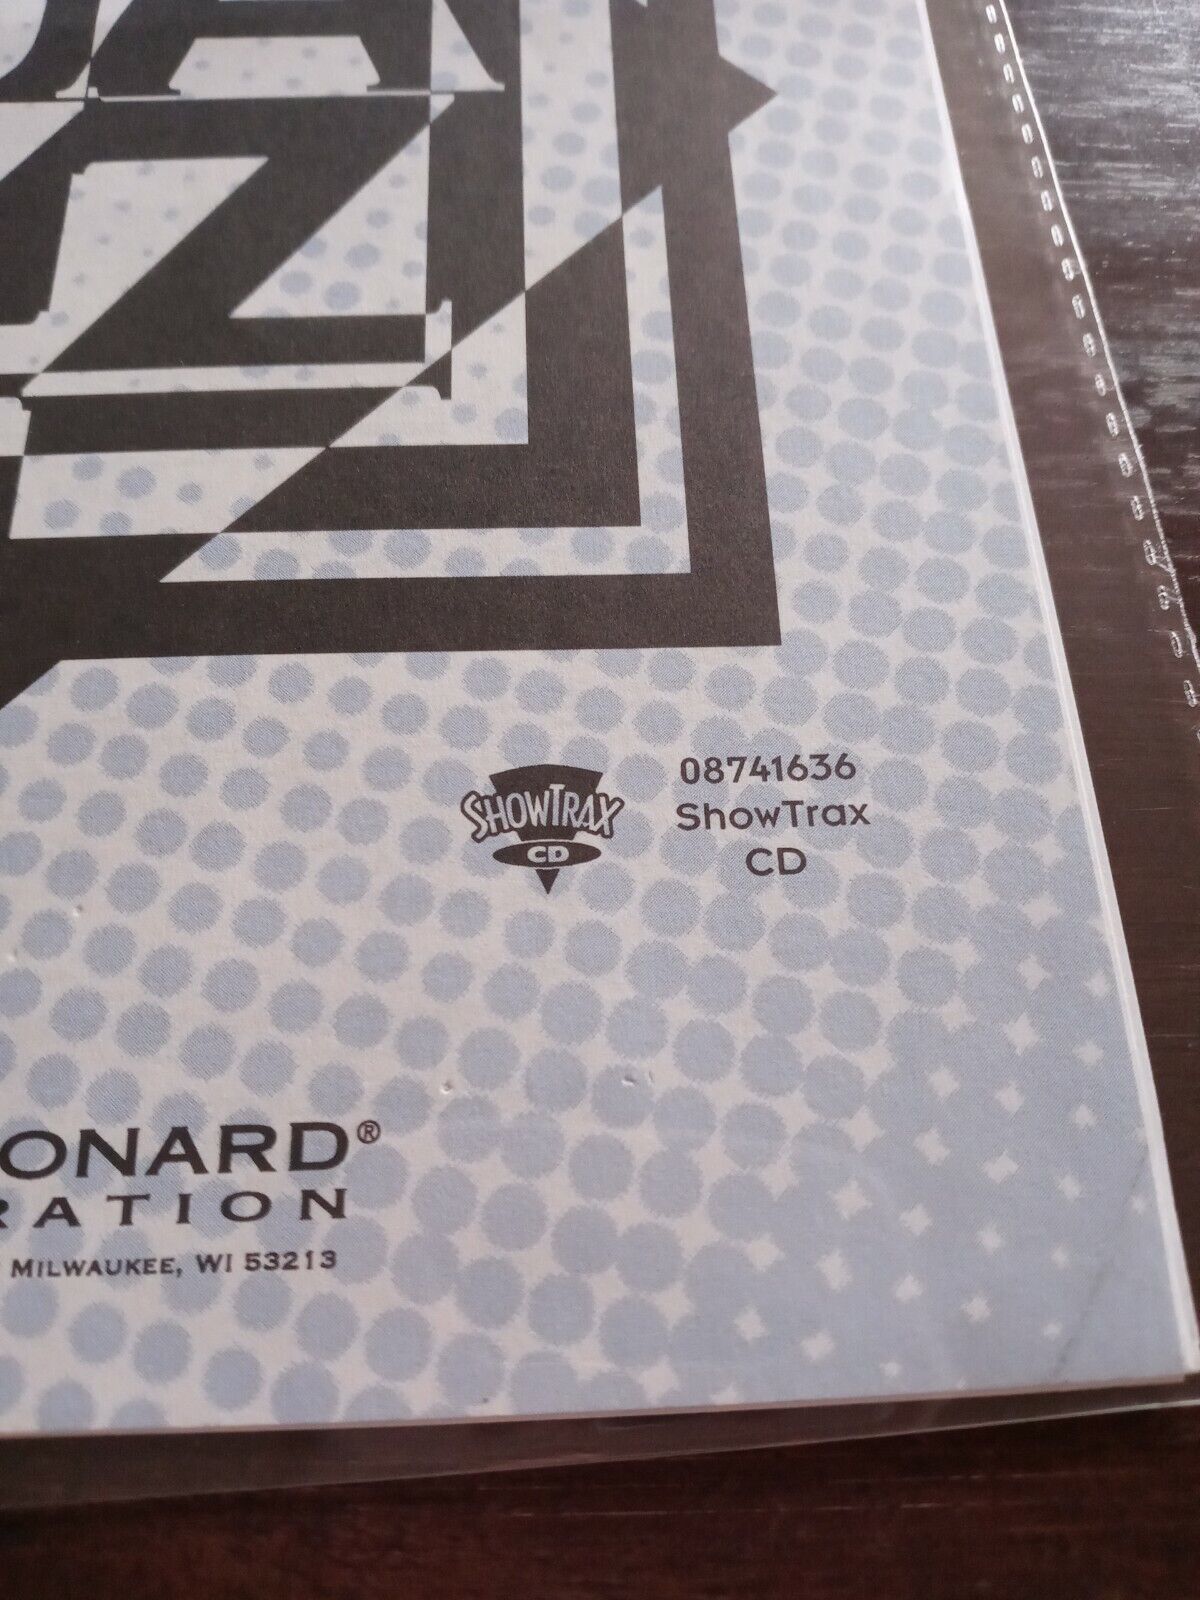 SHOWTRAX
CD
08741636
ShowTrax
CD
ONARD®
RATION
MILWAUKEE, WI 53213